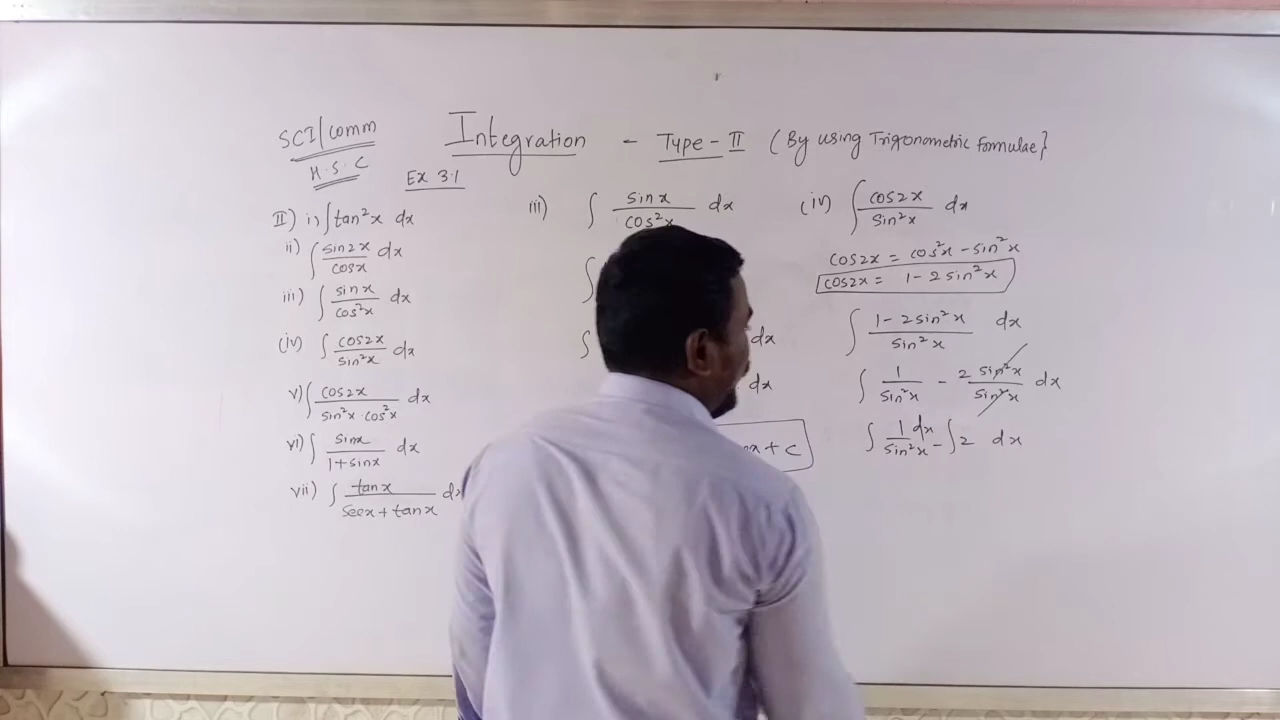 SCI/comm
H.S.C
Integration - Type-II (By using Trigonometric Formulae}
Ex 3.1
II) i) ∫tan²x dx
ii) ∫ sin2x/cosx dx
iii) ∫ sinx/cos²x dx
(iv) ∫ cos2x/sin²x dx
v) ∫ cos2x/sin²x·cos²x dx
vi) ∫ sinx/1+sinx dx
vii) ∫ tanx/secx+tanx dx
iii) ∫ sinx/cos²x dx
∫
∫ dx
dx
x+c
(iv) ∫ cos2x/sin²x dx
cos2x = cos²x - sin²x
cos2x = 1-2sin²x
∫ 1-2sin²x/sin²x dx
∫ 1/sin²x - 2sin²x/sin²x dx
∫ 1/sin²x dx - ∫2 dx